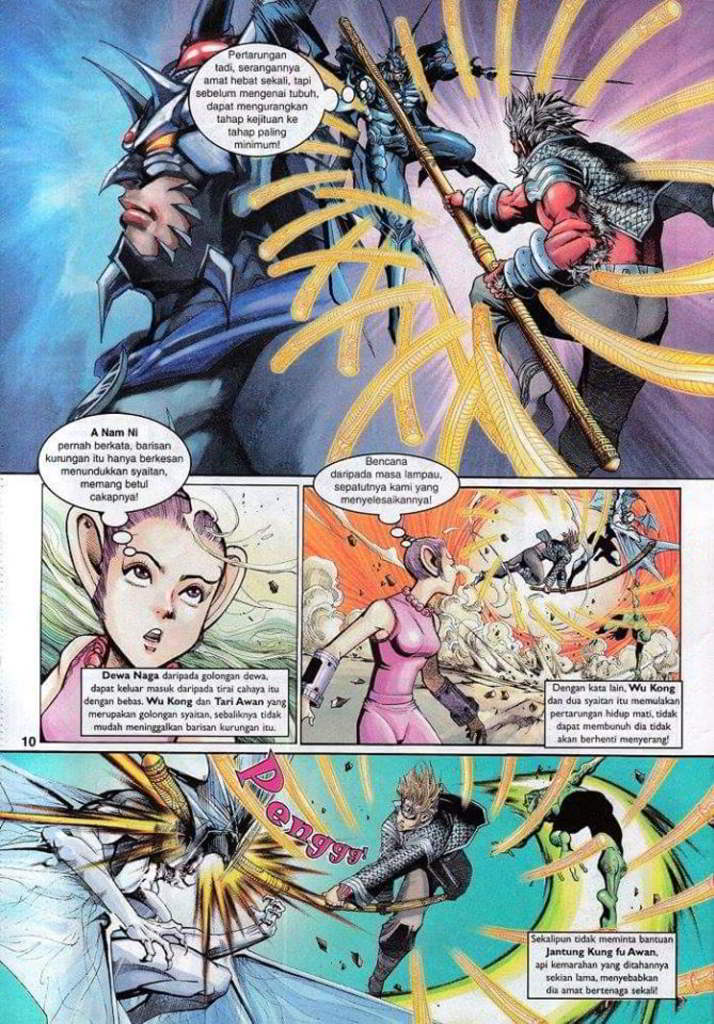 Pertarungan
tadi, serangannya
amat hebat sekali, tapi
sebelum mengenai tubuh,
dapat mengurangkan
tahap kejituan ke
tahap paling
minimum!
A Nam Ni
pernah berkata, barisan
kurungan itu hanya berkesan
menundukkan syaitan,
memang betul
cakapnya!
Bencana
daripada masa lampau,
sepatutnya kami yang
menyelesaikannya!
Dewa Naga daripada golongan dewa,
dapat keluar masuk daripada tirai cahaya itu
dengan bebas. Wu Kong dan Tari Awan yang
merupakan golongan syaitan, sebaliknya tidak
mudah meninggalkan barisan kurungan itu.
Dengan kata lain, Wu Kong
dan dua syaitan itu memulakan
pertarungan hidup mati, tidak
dapat membunuh dia tidak
akan berhenti menyerang!
10
Penggg!
Sekalipun tidak meminta bantuan
Jantung Kung fu Awan,
api kemarahan yang ditahannya
sekian lama, menyebabkan
dia amat bertenaga sekali!